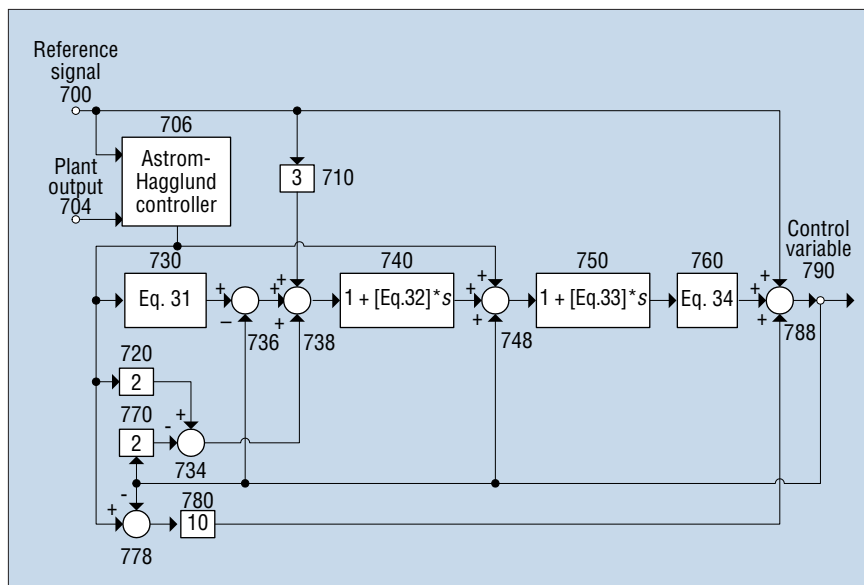 Reference
signal
700
706
Astrom-
Hagglund
controller
Plant
output
704
3
710
Control
variable
790
730
740
750
760
Eq. 31
+
−
+
+
+
1 + [Eq.32]*s
+
+
+
1 + [Eq.33]*s
Eq. 34
+
+
+
736
738
748
788
720
2
+
770
2
-
734
-
+
778
780
10